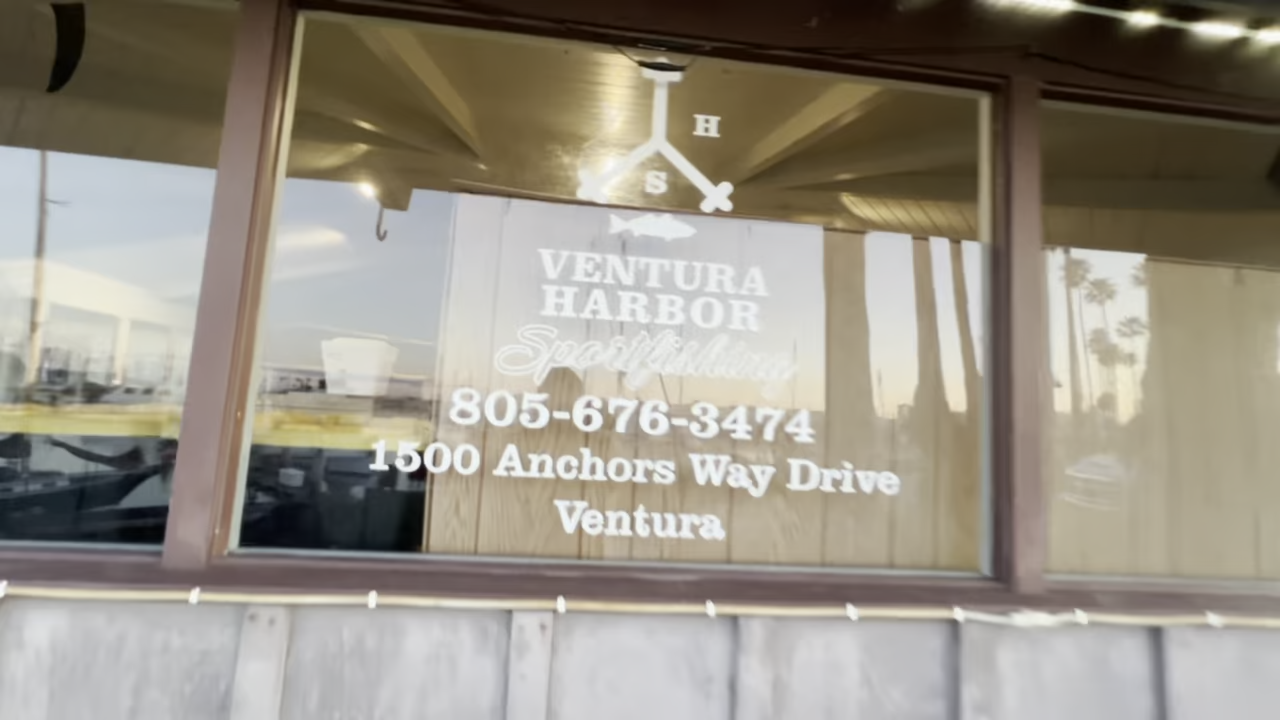 H
S
VENTURA
HARBOR
Sportfishing
805-676-3474
1500 Anchors Way Drive
Ventura